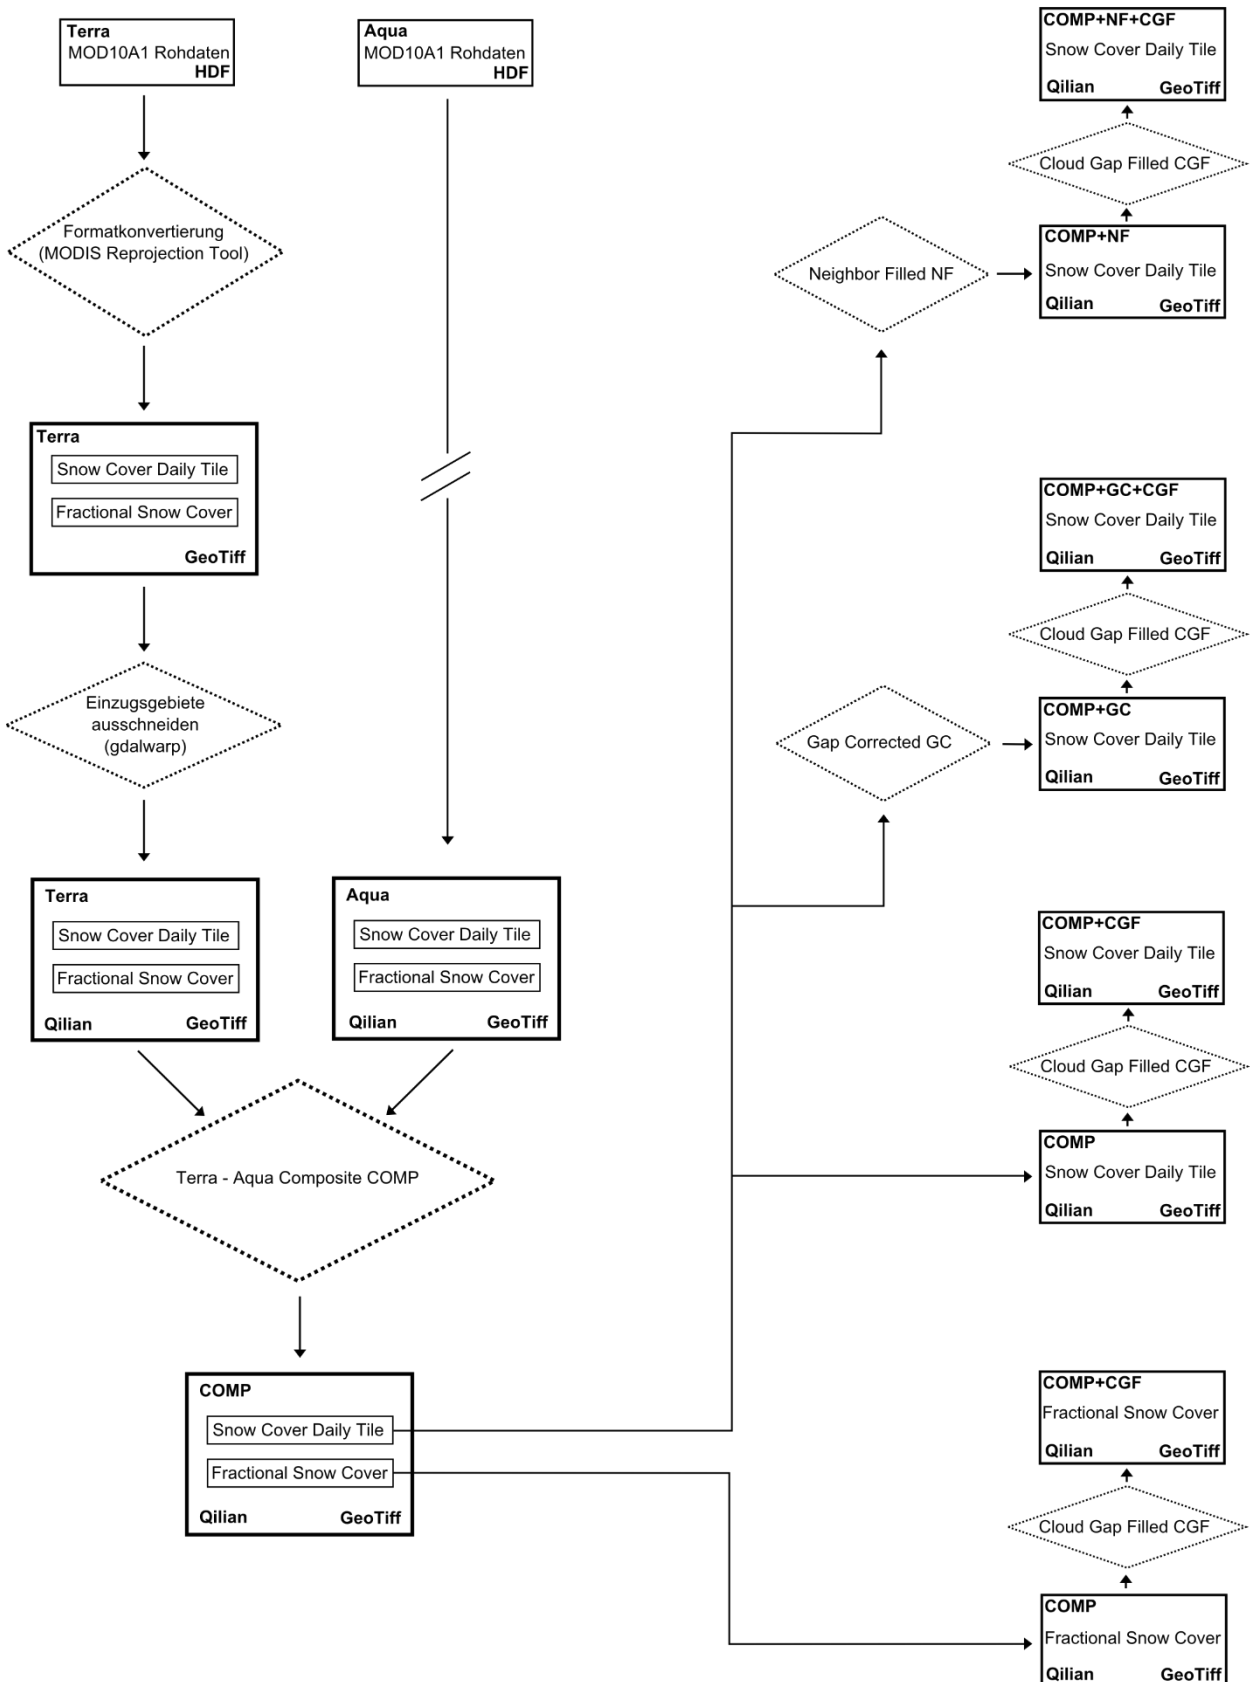 Terra
MOD10A1 Rohdaten
HDF
Aqua
MOD10A1 Rohdaten
HDF
Formatkonvertierung
(MODIS Reprojection Tool)
Terra
Snow Cover Daily Tile
Fractional Snow Cover
GeoTiff
Einzugsgebiete
ausschneiden
(gdalwarp)
Terra
Snow Cover Daily Tile
Fractional Snow Cover
Qilian GeoTiff
Aqua
Snow Cover Daily Tile
Fractional Snow Cover
Qilian GeoTiff
Terra - Aqua Composite COMP
COMP
Snow Cover Daily Tile
Fractional Snow Cover
Qilian GeoTiff
COMP+NF+CGF
Snow Cover Daily Tile
Qilian GeoTiff
Cloud Gap Filled CGF
Neighbor Filled NF
COMP+NF
Snow Cover Daily Tile
Qilian GeoTiff
COMP+GC+CGF
Snow Cover Daily Tile
Qilian GeoTiff
Cloud Gap Filled CGF
Gap Corrected GC
COMP+GC
Snow Cover Daily Tile
Qilian GeoTiff
COMP+CGF
Snow Cover Daily Tile
Qilian GeoTiff
Cloud Gap Filled CGF
COMP
Snow Cover Daily Tile
Qilian GeoTiff
COMP+CGF
Fractional Snow Cover
Qilian GeoTiff
Cloud Gap Filled CGF
COMP
Fractional Snow Cover
Qilian GeoTiff